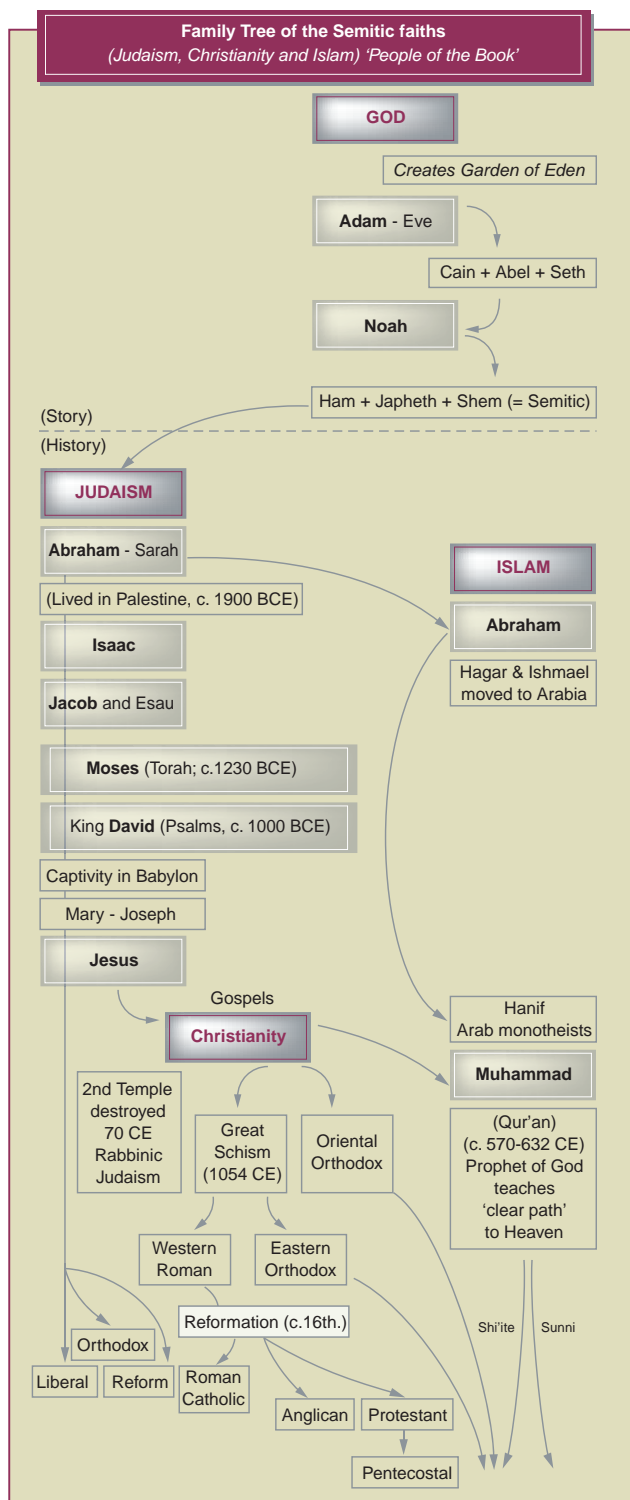 Family Tree of the Semitic faiths
(Judaism, Christianity and Islam) ‘People of the Book’
GOD
Creates Garden of Eden
Adam - Eve
Cain + Abel + Seth
Noah
Ham + Japheth + Shem (= Semitic)
(Story)
(History)
JUDAISM
Abraham - Sarah
(Lived in Palestine, c. 1900 BCE)
Isaac
Jacob and Esau
Moses (Torah; c.1230 BCE)
King David (Psalms, c. 1000 BCE)
Captivity in Babylon
Mary - Joseph
Jesus
ISLAM
Abraham
Hagar & Ishmael
moved to Arabia
Hanif
Arab monotheists
Gospels
Christianity
Muhammad
(Qur’an)
(c. 570-632 CE)
Prophet of God
teaches
‘clear path’
to Heaven
2nd Temple
destroyed
70 CE
Rabbinic
Judaism
Great
Schism
(1054 CE)
Oriental
Orthodox
Western
Roman
Eastern
Orthodox
Shi’ite
Sunni
Reformation (c.16th.)
Orthodox
Liberal
Reform
Roman
Catholic
Anglican
Protestant
Pentecostal